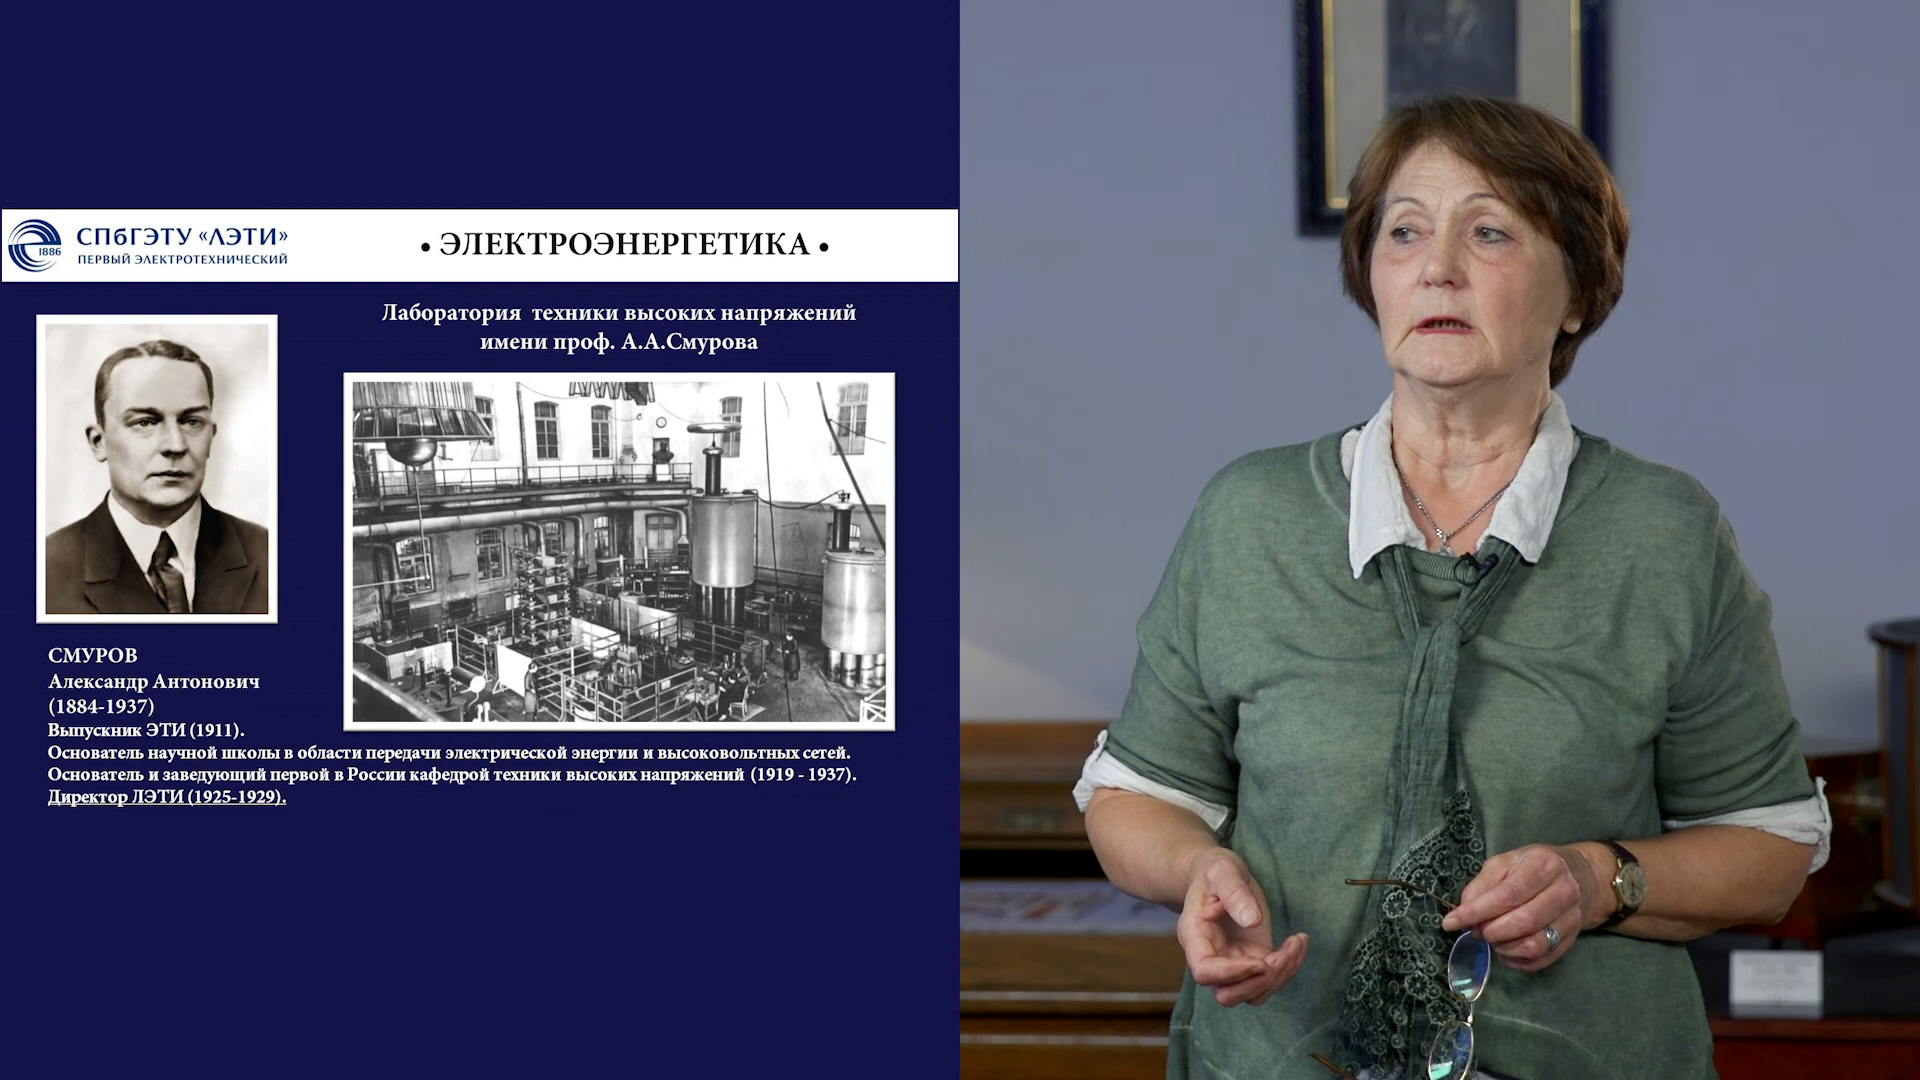 СПбГЭТУ «ЛЭТИ»
1886
ПЕРВЫЙ ЭЛЕКТРОТЕХНИЧЕСКИЙ
• ЭЛЕКТРОЭНЕРГЕТИКА •
Лаборатория техники высоких напряжений
имени проф. А.А.Смурова
СМУРОВ
Александр Антонович
(1884-1937)
Выпускник ЭТИ (1911).
Основатель научной школы в области передачи электрической энергии и высоковольтных сетей.
Основатель и заведующий первой в России кафедрой техники высоких напряжений (1919 - 1937).
Директор ЛЭТИ (1925-1929).